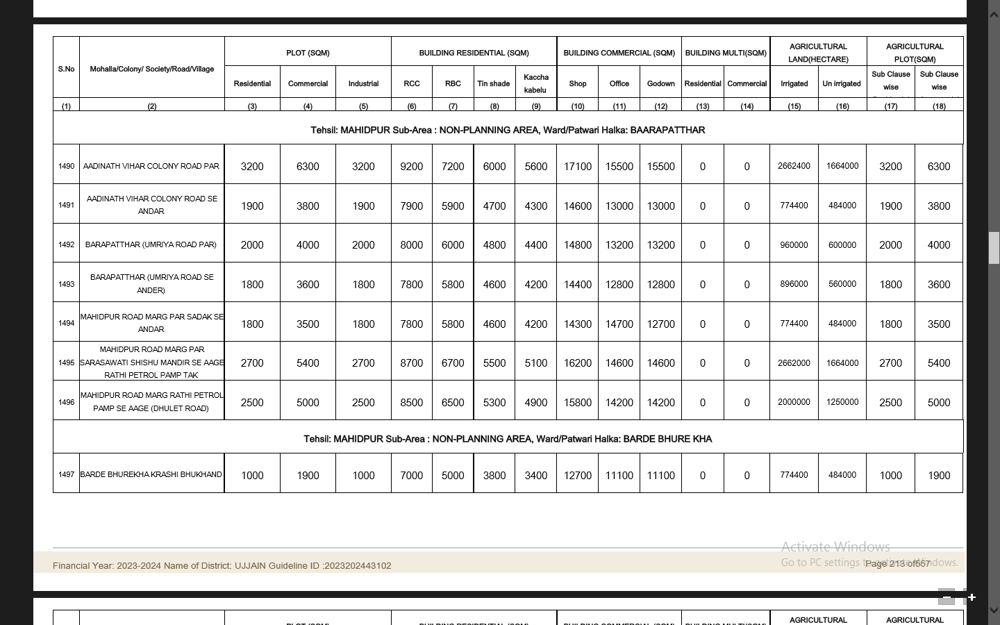 S.No Mohalla/Colony/ Society/Road/Village PLOT (SQM) BUILDING RESIDENTIAL (SQM) BUILDING COMMERCIAL (SQM) BUILDING MULTI(SQM) AGRICULTURAL LAND(HECTARE) AGRICULTURAL PLOT(SQM)
Residential Commercial Industrial RCC RBC Tin shade Kaccha kabelu Shop Office Godown Residential Commercial Irrigated Un irrigated Sub Clause wise Sub Clause wise
(1) (2) (3) (4) (5) (6) (7) (8) (9) (10) (11) (12) (13) (14) (15) (16) (17) (18)
Tehsil: MAHIDPUR Sub-Area : NON-PLANNING AREA, Ward/Patwari Halka: BAARAPATTHAR
1490 AADINATH VIHAR COLONY ROAD PAR 3200 6300 3200 9200 7200 6000 5600 17100 15500 15500 0 0 2662400 1664000 3200 6300
1491 AADINATH VIHAR COLONY ROAD SE ANDAR 1900 3800 1900 7900 5900 4700 4300 14600 13000 13000 0 0 774400 484000 1900 3800
1492 BARAPATTHAR (UMRIYA ROAD PAR) 2000 4000 2000 8000 6000 4800 4400 14800 13200 13200 0 0 960000 600000 2000 4000
1493 BARAPATTHAR (UMRIYA ROAD SE ANDER) 1800 3600 1800 7800 5800 4600 4200 14400 12800 12800 0 0 896000 560000 1800 3600
1494 MAHIDPUR ROAD MARG PAR SADAK SE ANDAR 1800 3500 1800 7800 5800 4600 4200 14300 14700 12700 0 0 774400 484000 1800 3500
1495 MAHIDPUR ROAD MARG PAR SARASAWATI SHISHU MANDIR SE AAGE RATHI PETROL PAMP TAK 2700 5400 2700 8700 6700 5500 5100 16200 14600 14600 0 0 2662000 1664000 2700 5400
1496 MAHIDPUR ROAD MARG RATHI PETROL PAMP SE AAGE (DHULET ROAD) 2500 5000 2500 8500 6500 5300 4900 15800 14200 14200 0 0 2000000 1250000 2500 5000
Tehsil: MAHIDPUR Sub-Area : NON-PLANNING AREA, Ward/Patwari Halka: BARDE BHURE KHA
1497 BARDE BHUREKHA KRASHI BHUKHAND 1000 1900 1000 7000 5000 3800 3400 12700 11100 11100 0 0 774400 484000 1000 1900
Activate Windows
Go to PC settings to activate Windows.
Financial Year: 2023-2024 Name of District: UJJAIN Guideline ID :2023202443102 Page 213 of557
PLOT (SQM) BUILDING RESIDENTIAL (SQM) BUILDING COMMERCIAL (SQM) BUILDING MULTI(SQM) AGRICULTURAL AGRICULTURAL